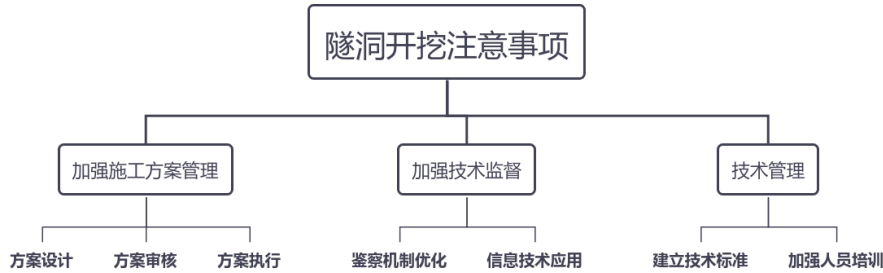 隧洞开挖注意事项
加强施工方案管理
加强技术监督
技术管理
方案设计
方案审核
方案执行
鉴察机制优化
信息技术应用
建立技术标准
加强人员培训